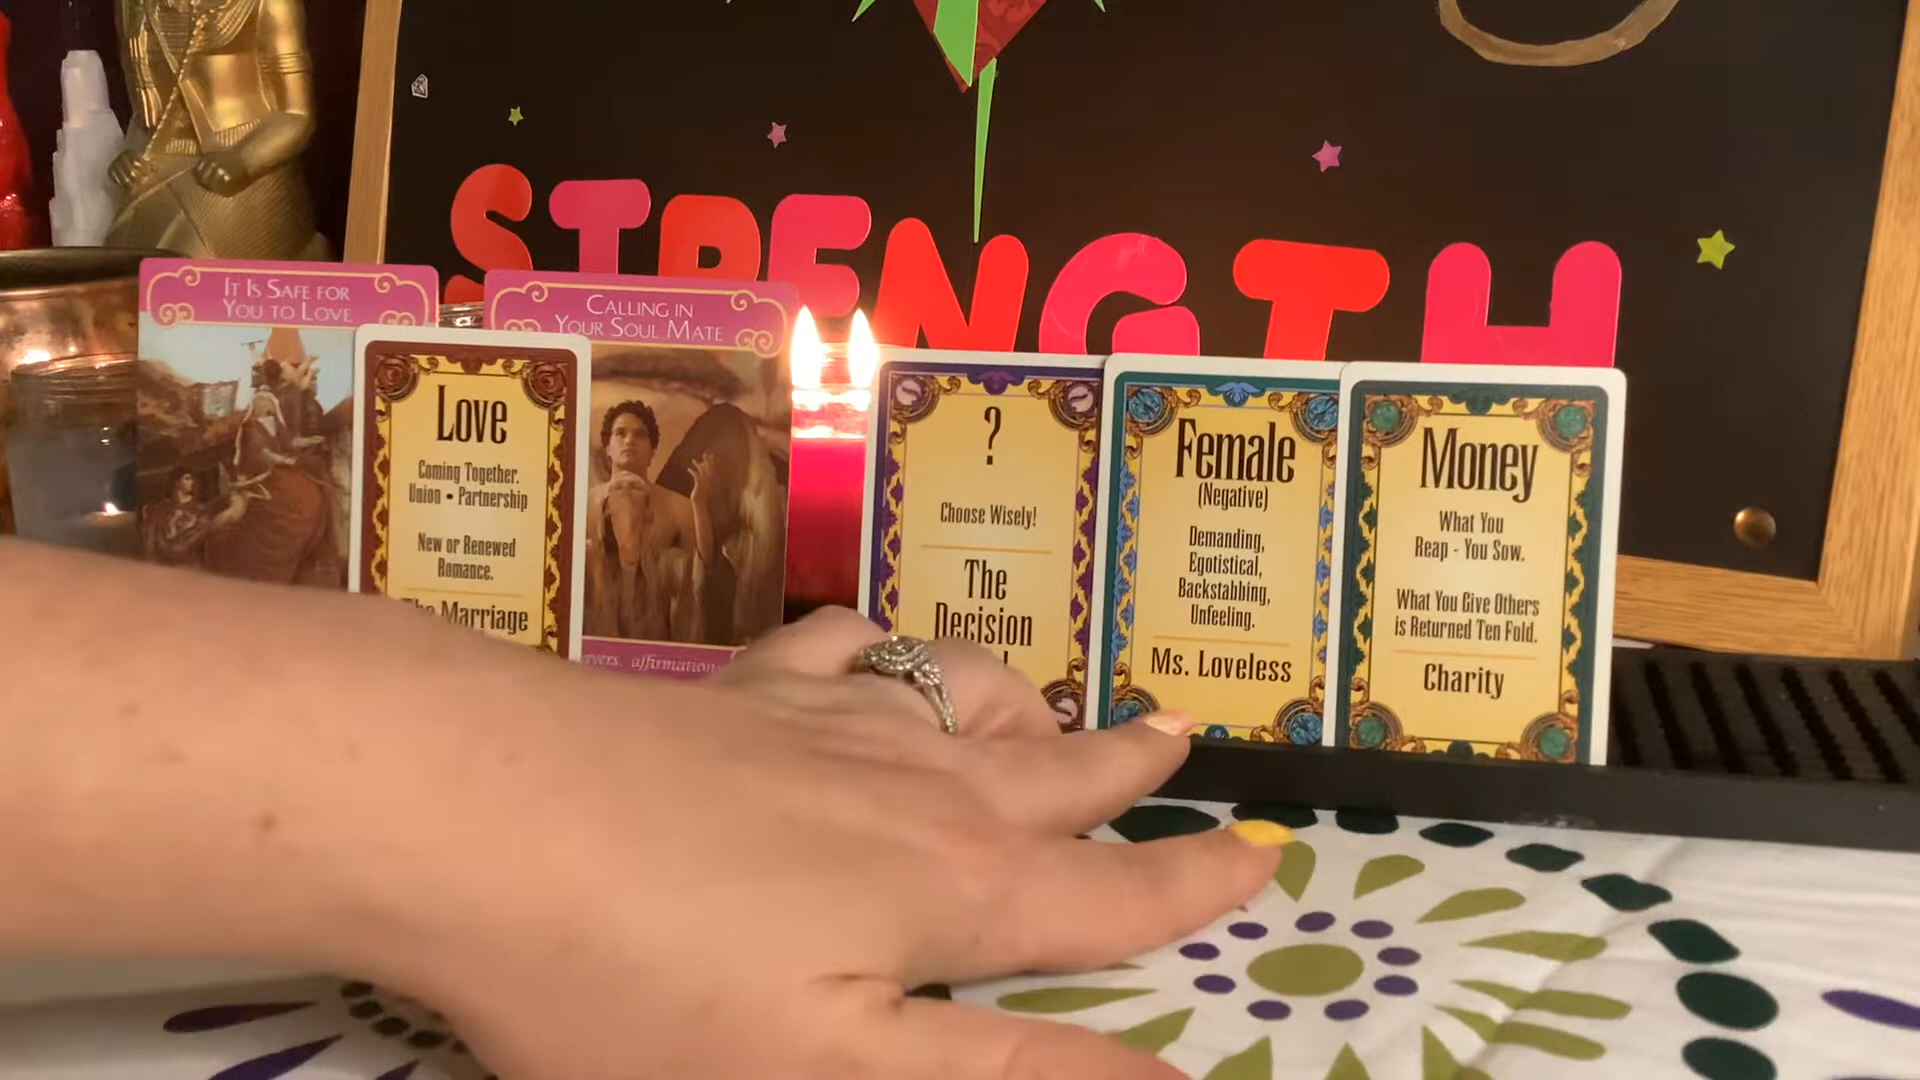 STRENGTH
IT IS SAFE FOR
YOU TO LOVE
CALLING IN
YOUR SOUL MATE
affirmation
Love
Coming Together.
Union • Partnership
New or Renewed
Romance.
Marriage
?
Choose Wisely!
The
Decision
Female
(Negative)
Demanding,
Egotistical,
Backstabbing,
Unfeeling.
Ms. Loveless
Money
What You
Reap - You Sow.
What You Give Others
is Returned Ten Fold.
Charity